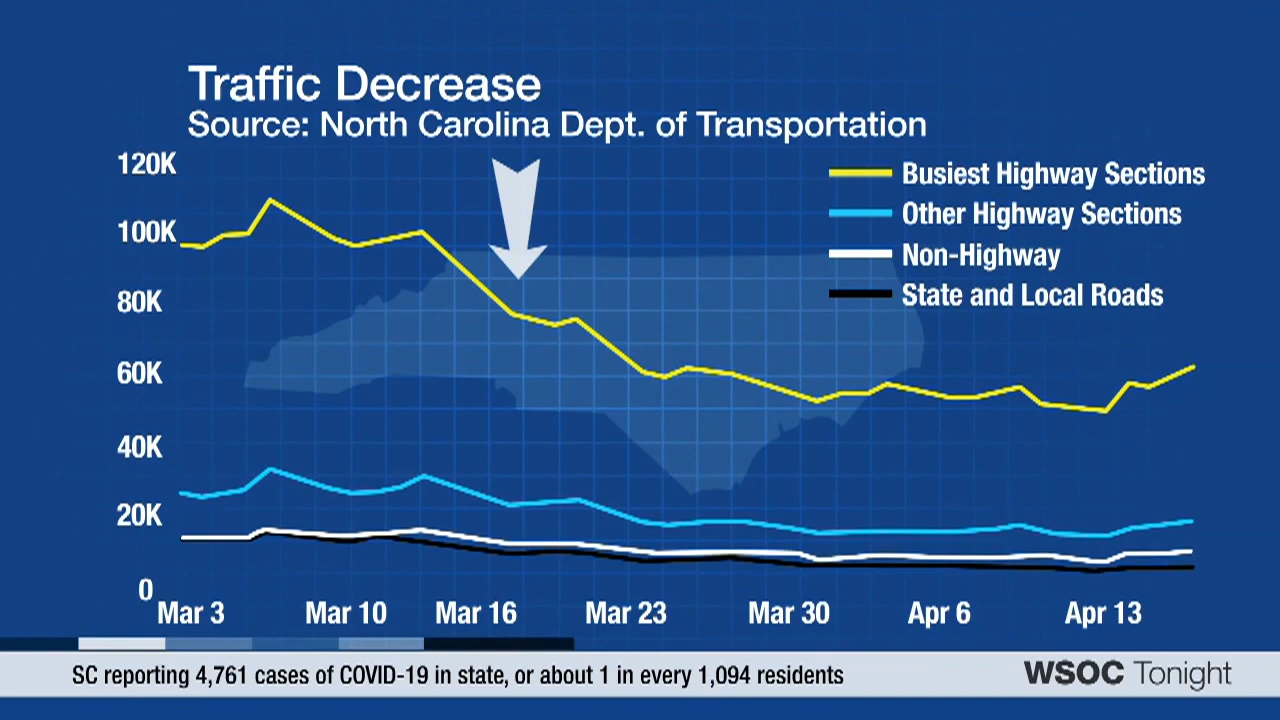 Traffic Decrease
Source: North Carolina Dept. of Transportation
120K
100K
80K
60K
40K
20K
0
Busiest Highway Sections
Other Highway Sections
Non-Highway
State and Local Roads
Mar 3 Mar 10 Mar 16 Mar 23 Mar 30 Apr 6 Apr 13
SC reporting 4,761 cases of COVID-19 in state, or about 1 in every 1,094 residents
WSOC Tonight